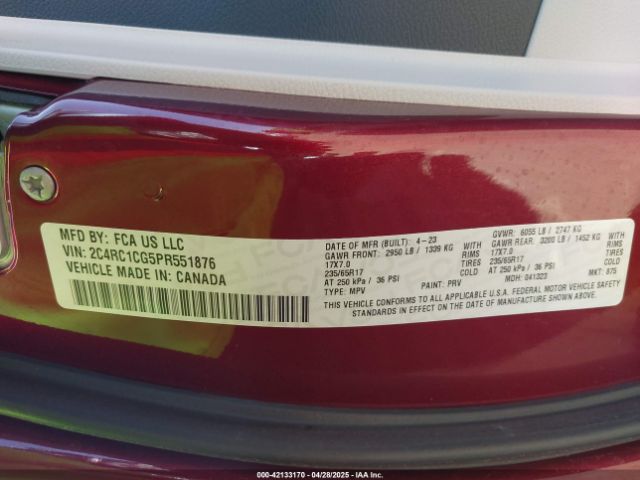 MFD BY: FCA US LLC
VIN: 2C4RC1CG5PR551876
VEHICLE MADE IN: CANADA
DATE OF MFR (BUILT): 4-23 GVWR: 6055 LB / 2747 KG
GAWR FRONT: 2950 LB / 1339 KG WITH GAWR REAR: 3200 LB / 1452 KG WITH
17X7.0 RIMS 17X7.0 RIMS
235/65R17 TIRES 235/65R17 TIRES
AT 250 kPa / 36 PSI COLD AT 250 kPa / 36 PSI COLD
TYPE: MPV PAINT: PRV MDH: 041323 MKT: 875
THIS VEHICLE CONFORMS TO ALL APPLICABLE U.S.A. FEDERAL MOTOR VEHICLE SAFETY
STANDARDS IN EFFECT ON THE DATE OF MANUFACTURE SHOWN ABOVE.
000-42133170 | 04/28/2025 - IAA Inc.